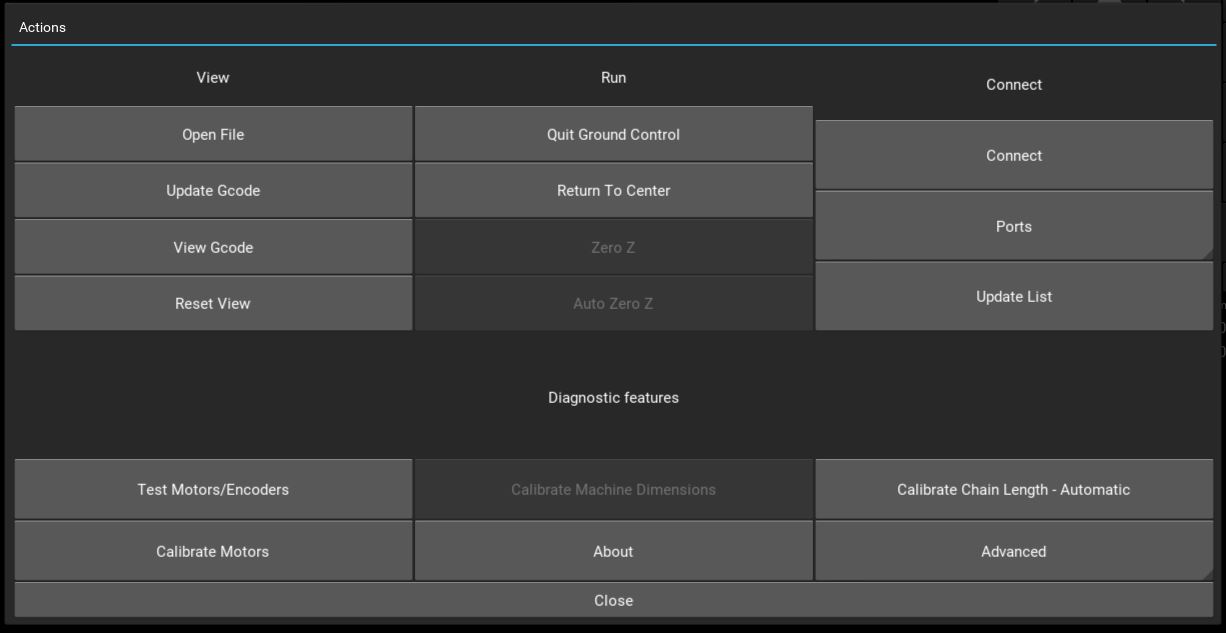 Actions
View
Run
Connect
Open File
Quit Ground Control
Connect
Update Gcode
Return To Center
Ports
View Gcode
Zero Z
Update List
Reset View
Auto Zero Z
Diagnostic features
Test Motors/Encoders
Calibrate Machine Dimensions
Calibrate Chain Length - Automatic
Calibrate Motors
About
Advanced
Close